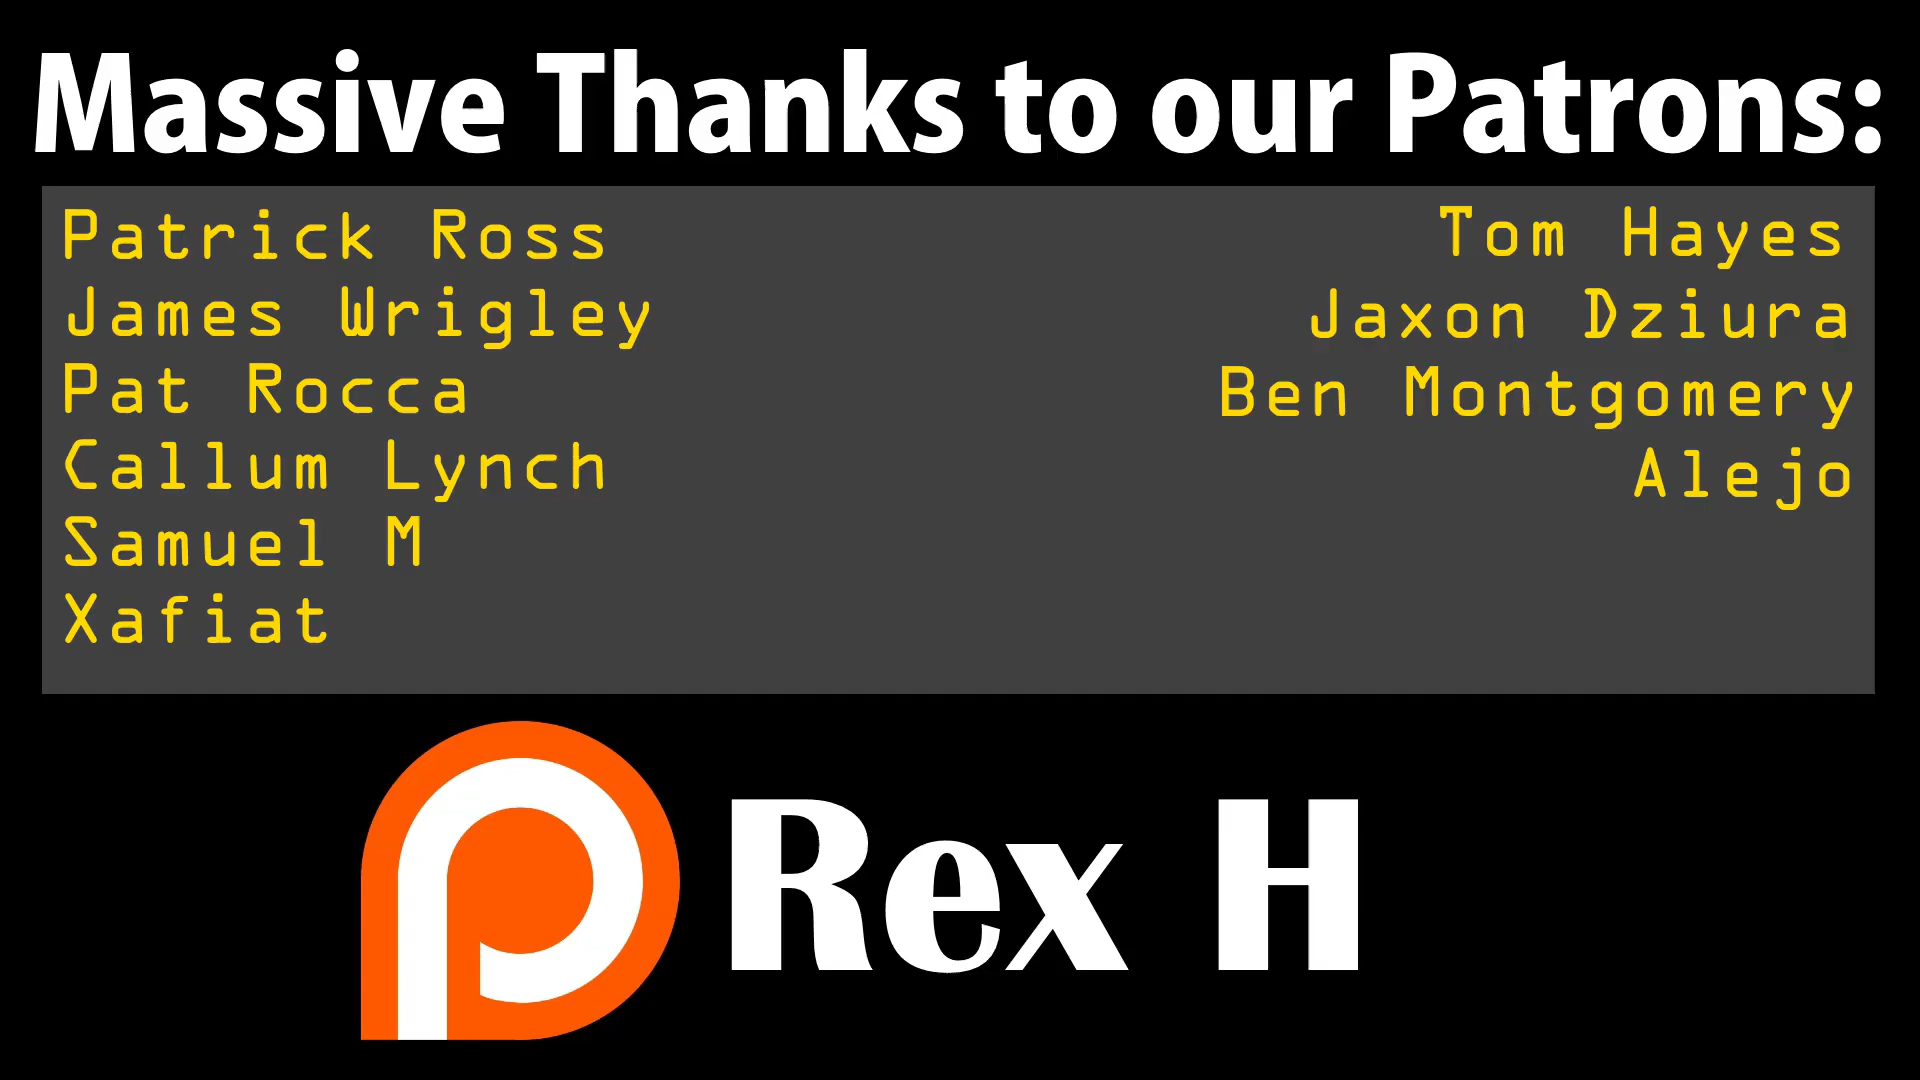 Massive Thanks to our Patrons:
Patrick Ross
James Wrigley
Pat Rocca
Callum Lynch
Samuel M
Xafiat
Tom Hayes
Jaxon Dziura
Ben Montgomery
Alejo
Rex H